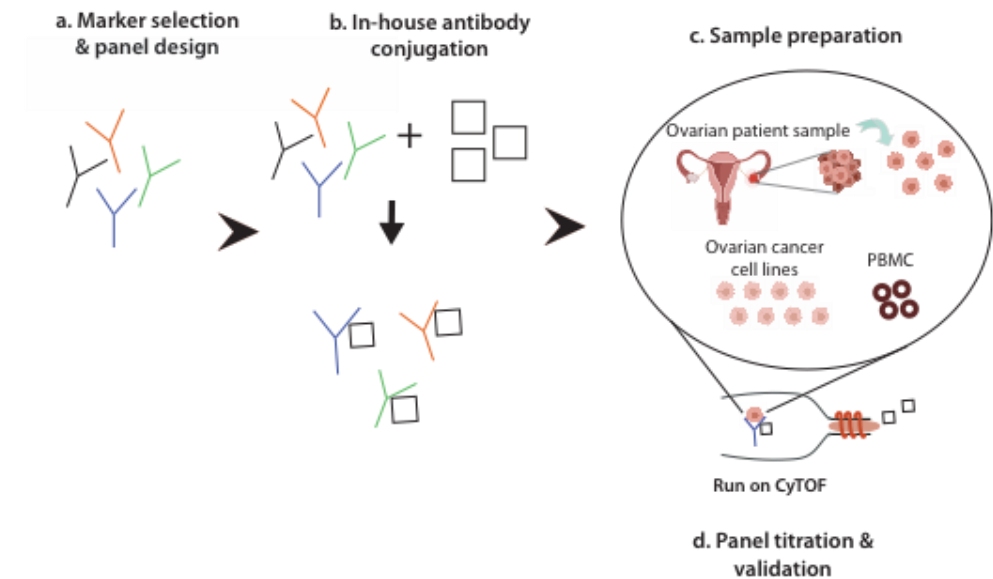 a. Marker selection
& panel design
b. In-house antibody
conjugation
c. Sample preparation
Ovarian patient sample
Ovarian cancer
cell lines
PBMC
Run on CyTOF
d. Panel titration &
validation